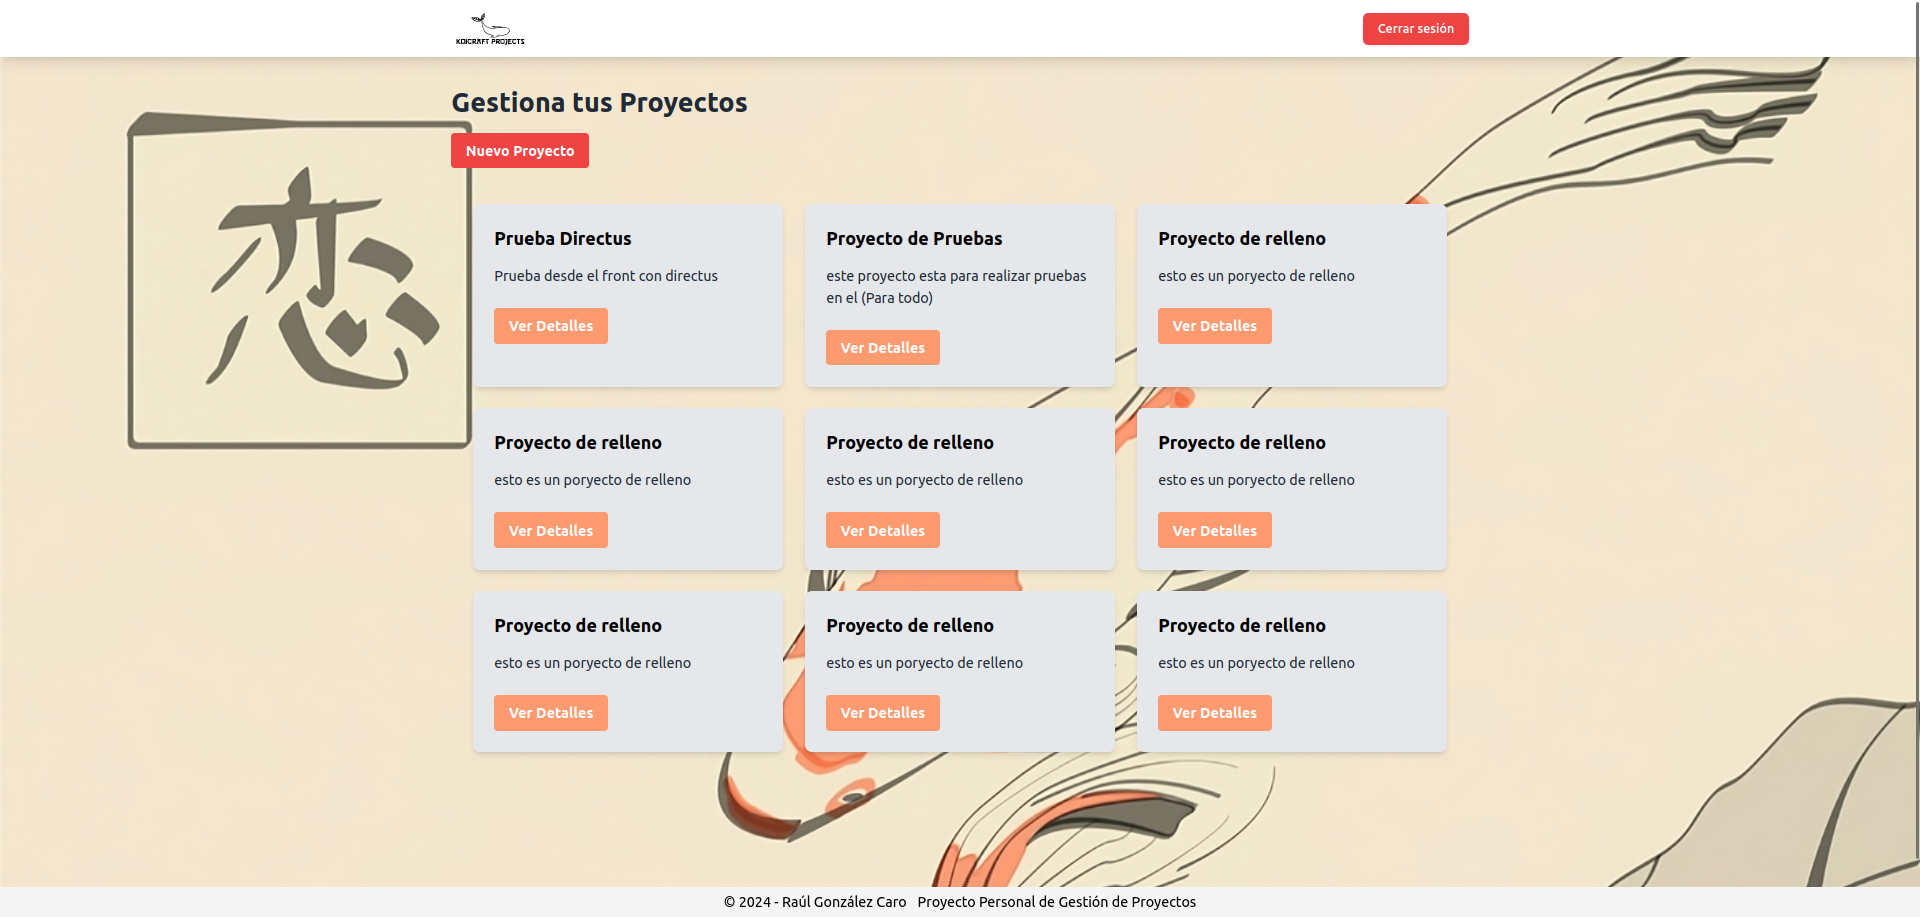 KOICRAFT PROJECTS
Cerrar sesión
Gestiona tus Proyectos
Nuevo Proyecto
恋
Prueba Directus
Prueba desde el front con directus
Ver Detalles
Proyecto de Pruebas
este proyecto esta para realizar pruebas
en el (Para todo)
Ver Detalles
Proyecto de relleno
esto es un poryecto de relleno
Ver Detalles
Proyecto de relleno
esto es un poryecto de relleno
Ver Detalles
Proyecto de relleno
esto es un poryecto de relleno
Ver Detalles
Proyecto de relleno
esto es un poryecto de relleno
Ver Detalles
Proyecto de relleno
esto es un poryecto de relleno
Ver Detalles
Proyecto de relleno
esto es un poryecto de relleno
Ver Detalles
Proyecto de relleno
esto es un poryecto de relleno
Ver Detalles
© 2024 - Raúl González Caro Proyecto Personal de Gestión de Proyectos